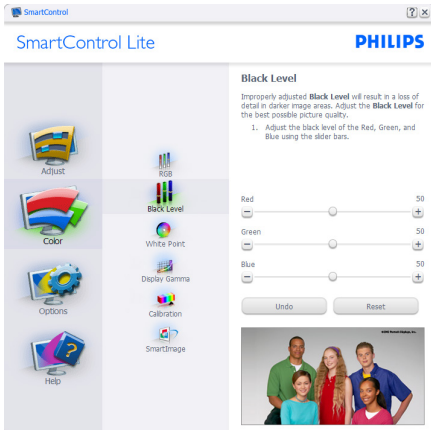 SmartControl
?
SmartControl Lite
PHILIPS
Adjust
Color
Options
Help
RGB
Black Level
White Point
Display Gamma
Calibration
SmartImage
Black Level
Improperly adjusted Black Level will result in a loss of
detail in darker image areas. Adjust the Black Level for
the best possible picture quality.
1. Adjust the black level of the Red, Green, and
Blue using the slider bars.
Red 50
Green 50
Blue 50
Undo Reset